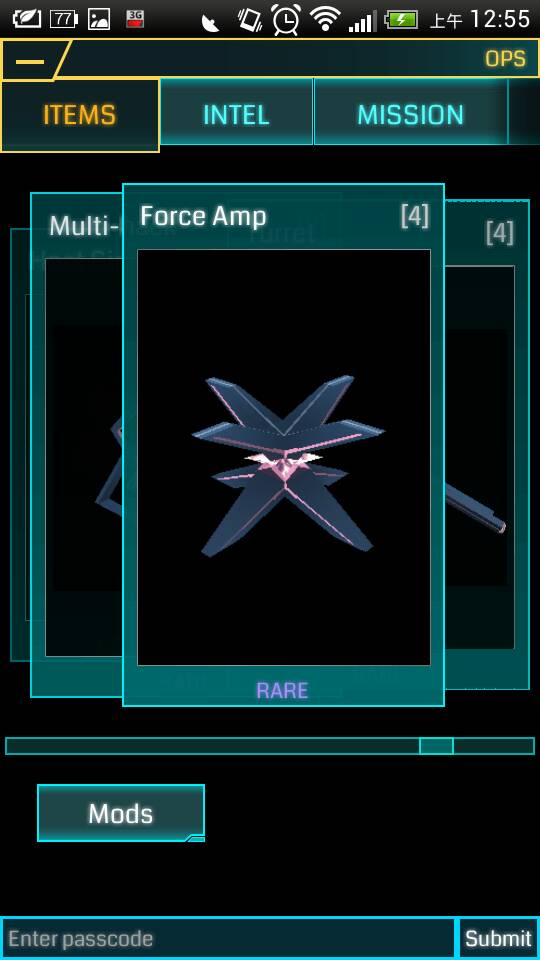 77 3G 上午 12:55
OPS
ITEMS INTEL MISSION
Multi-
Force Amp [4]
[4]
RARE
Mods
Enter passcode Submit